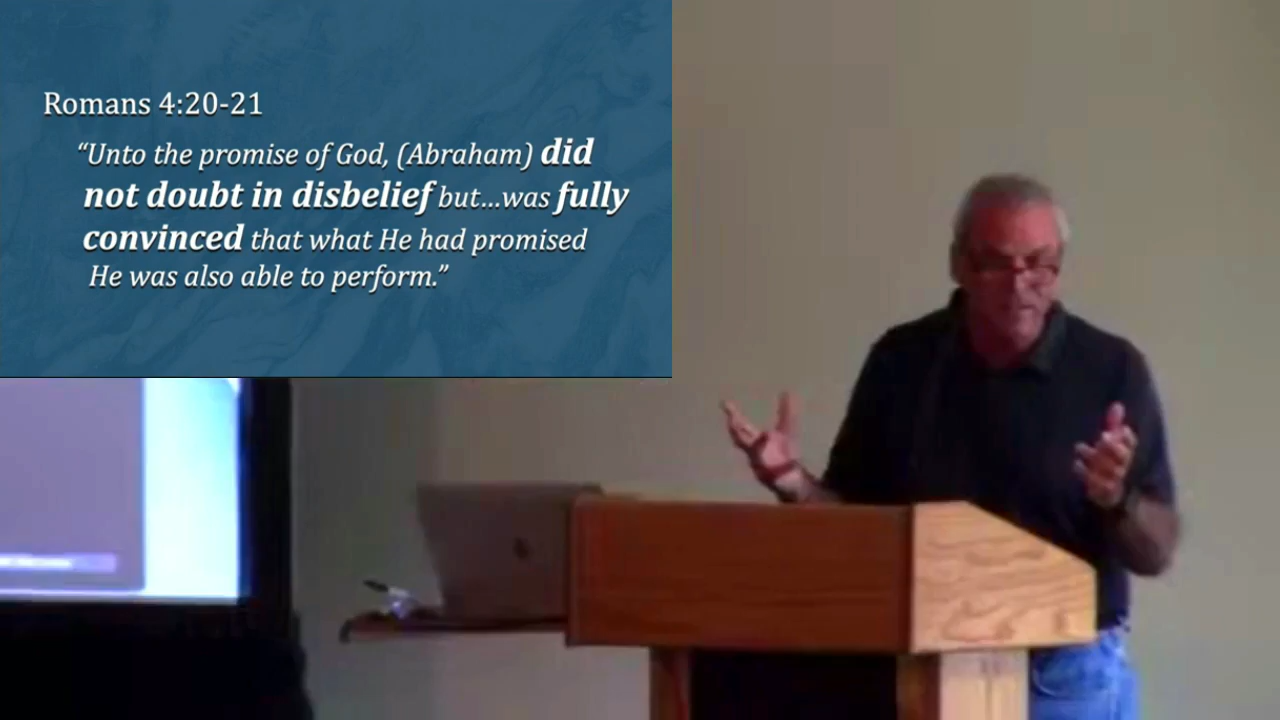 Romans 4:20-21
“Unto the promise of God, (Abraham) did
not doubt in disbelief but...was fully
convinced that what He had promised
He was also able to perform.”